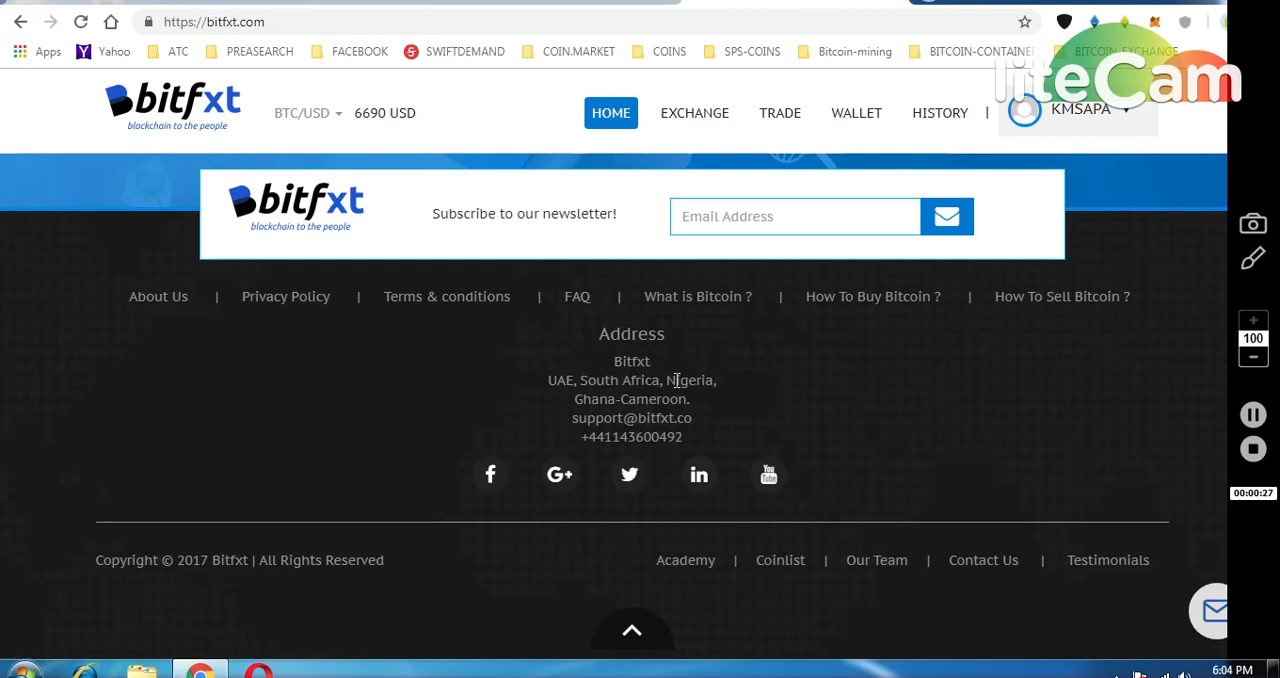 https://bitfxt.com
Apps Yahoo ATC PREASEARCH FACEBOOK SWIFTDEMAND COIN.MARKET COINS SPS-COINS Bitcoin-mining BITCOIN-CONTAINE BITCOIN-EXCHANGE
liteCam
bitfxt
blockchain to the people
BTC/USD 6690 USD
HOME EXCHANGE TRADE WALLET HISTORY | KMSAPA
bitfxt
blockchain to the people
Subscribe to our newsletter!
Email Address
About Us | Privacy Policy | Terms & conditions | FAQ | What is Bitcoin ? | How To Buy Bitcoin ? | How To Sell Bitcoin ?
Address
Bitfxt
UAE, South Africa, Nigeria,
Ghana-Cameroon.
support@bitfxt.co
+441143600492
f G+ in You Tube
Copyright © 2017 Bitfxt | All Rights Reserved
Academy | Coinlist | Our Team | Contact Us | Testimonials
100
00:00:27
6:04 PM